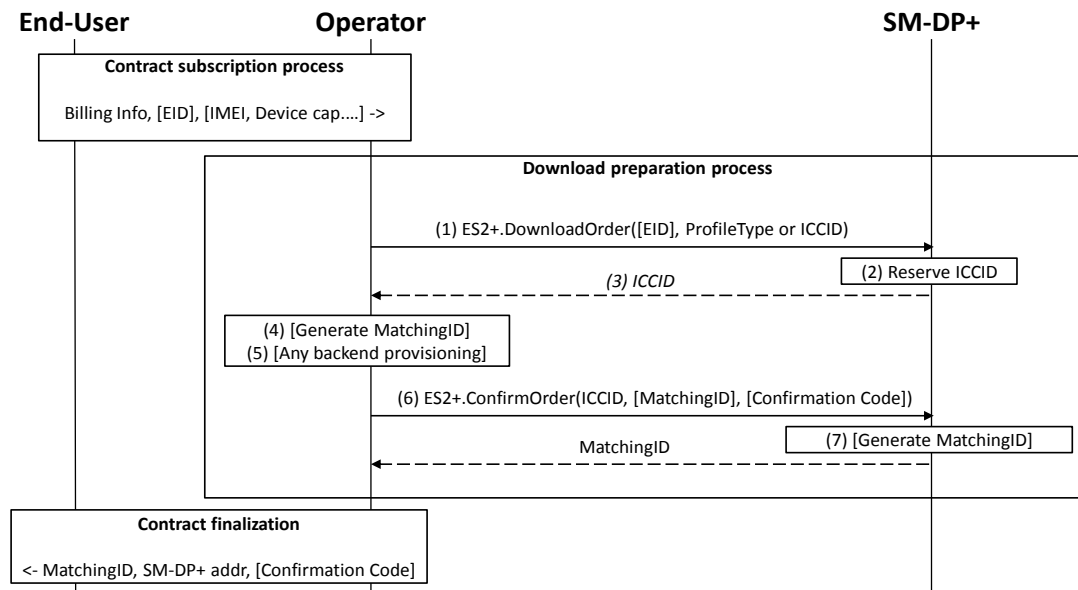 End-User
Operator
SM-DP+
Contract subscription process
Billing Info, [EID], [IMEI, Device cap....] ->
Download preparation process
(1) ES2+.DownloadOrder([EID], ProfileType or ICCID)
(2) Reserve ICCID
(3) ICCID
(4) [Generate MatchingID]
(5) [Any backend provisioning]
(6) ES2+.ConfirmOrder(ICCID, [MatchingID], [Confirmation Code])
(7) [Generate MatchingID]
MatchingID
Contract finalization
<- MatchingID, SM-DP+ addr, [Confirmation Code]